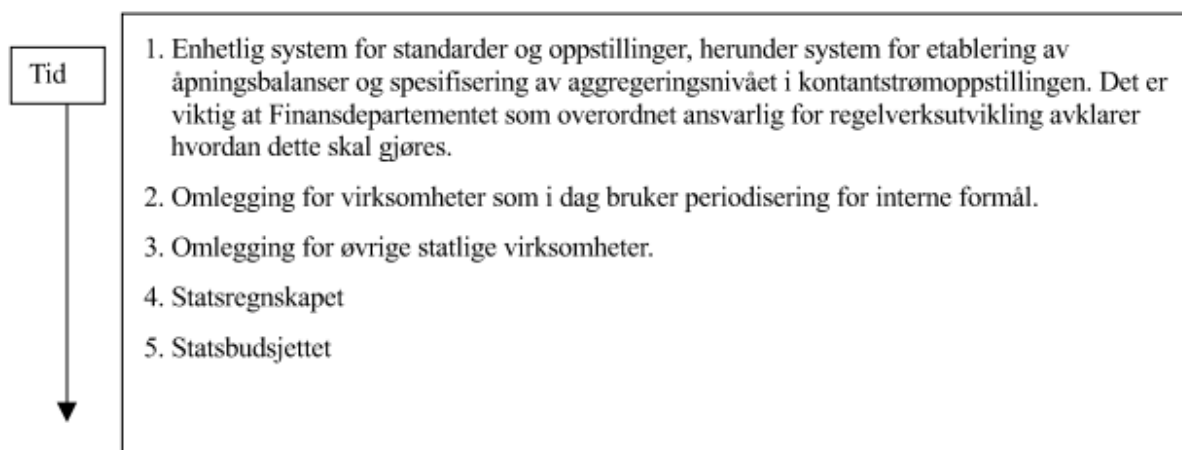 Tid
1. Enhetlig system for standarder og oppstillinger, herunder system for etablering av
åpningsbalanser og spesifisering av aggregeringsnivået i kontantstrømoppstillingen. Det er
viktig at Finansdepartementet som overordnet ansvarlig for regelverksutvikling avklarer
hvordan dette skal gjøres.
2. Omlegging for virksomheter som i dag bruker periodisering for interne formål.
3. Omlegging for øvrige statlige virksomheter.
4. Statsregnskapet
5. Statsbudsjettet